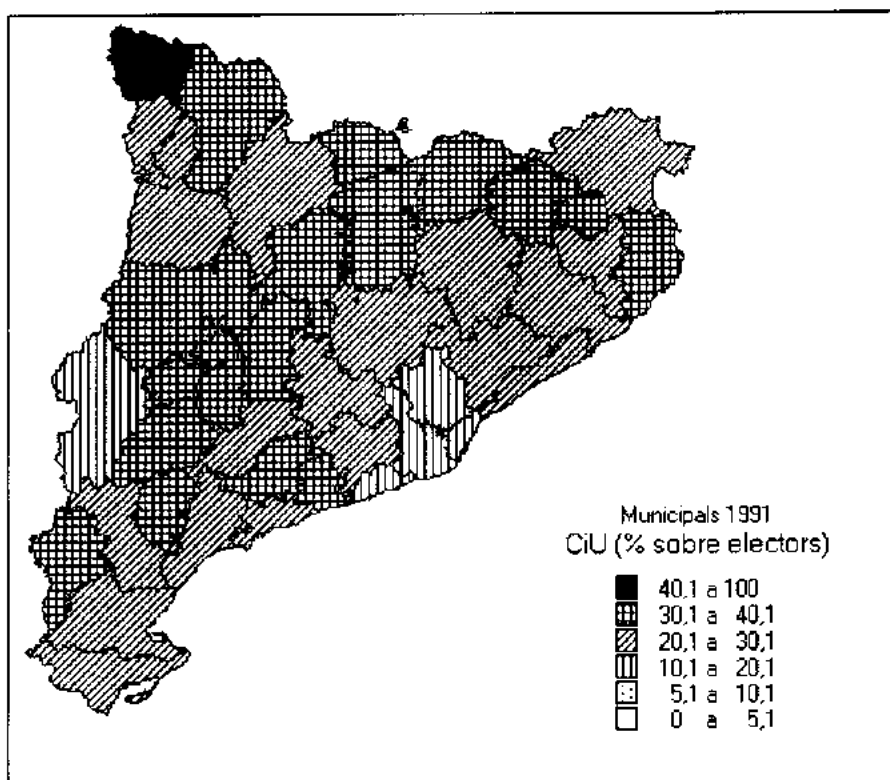 Municipals 1991
CiU (% sobre electors)
40,1 a 100
30,1 a 40,1
20,1 a 30,1
10,1 a 20,1
5,1 a 10,1
0 a 5,1